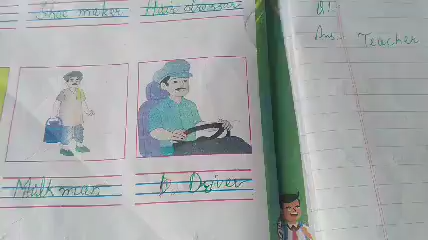 Shoe maker Hair dresser
Milkman D. Driver
B!
Ans. Teacher